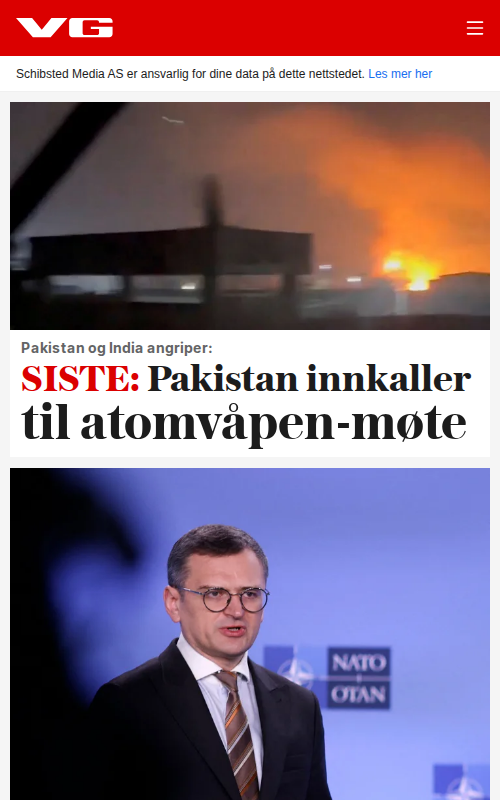 VG
Schibsted Media AS er ansvarlig for dine data på dette nettstedet. Les mer her
Pakistan og India angriper:
SISTE: Pakistan innkaller
til atomvåpen-møte
NATO
OTAN